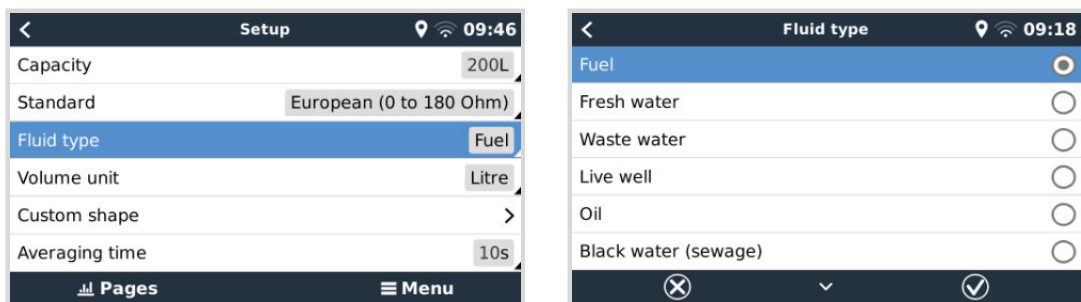 Setup 09:46
Capacity 200L
Standard European (0 to 180 Ohm)
Fluid type Fuel
Volume unit Litre
Custom shape
Averaging time 10s
Pages Menu
Fluid type 09:18
Fuel
Fresh water
Waste water
Live well
Oil
Black water (sewage)